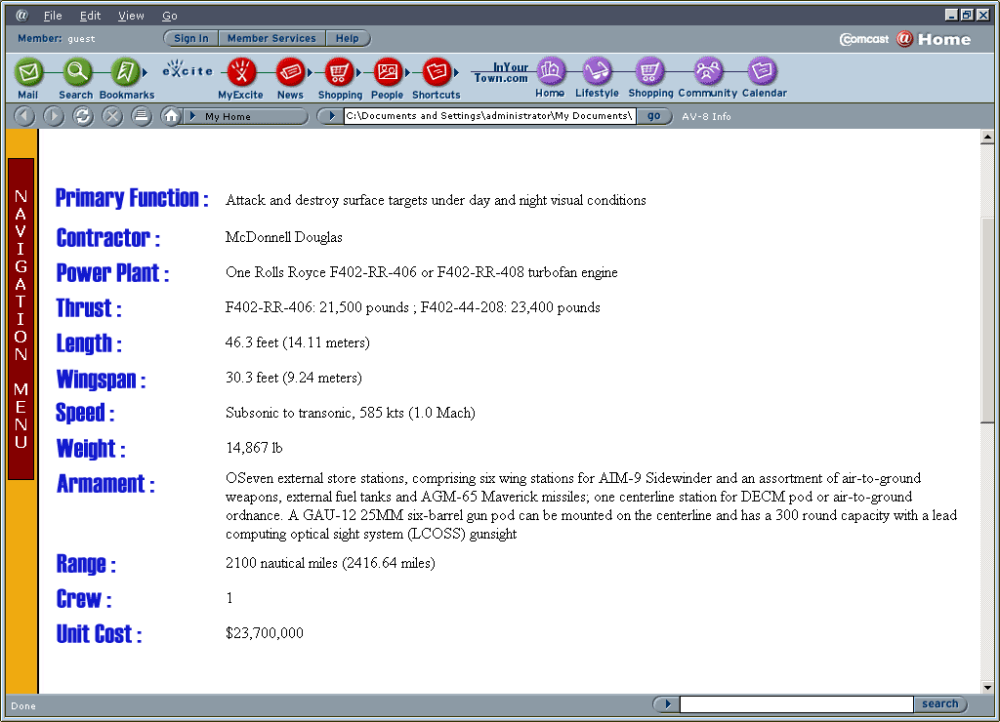 @ File Edit View Go
Member: guest Sign In Member Services Help Comcast @ Home
Mail Search Bookmarks excite MyExcite News Shopping People Shortcuts InYour Town.com Home Lifestyle Shopping Community Calendar
My Home C:\Documents and Settings\administrator\My Documents\ go AV-8 Info
NAVIGATION MENU
Primary Function : Attack and destroy surface targets under day and night visual conditions
Contractor : McDonnell Douglas
Power Plant : One Rolls Royce F402-RR-406 or F402-RR-408 turbofan engine
Thrust : F402-RR-406: 21,500 pounds ; F402-44-208: 23,400 pounds
Length : 46.3 feet (14.11 meters)
Wingspan : 30.3 feet (9.24 meters)
Speed : Subsonic to transonic, 585 kts (1.0 Mach)
Weight : 14,867 lb
Armament : OSeven external store stations, comprising six wing stations for AIM-9 Sidewinder and an assortment of air-to-ground
weapons, external fuel tanks and AGM-65 Maverick missiles; one centerline station for DECM pod or air-to-ground
ordnance. A GAU-12 25MM six-barrel gun pod can be mounted on the centerline and has a 300 round capacity with a lead
computing optical sight system (LCOSS) gunsight
Range : 2100 nautical miles (2416.64 miles)
Crew : 1
Unit Cost : $23,700,000
Done search